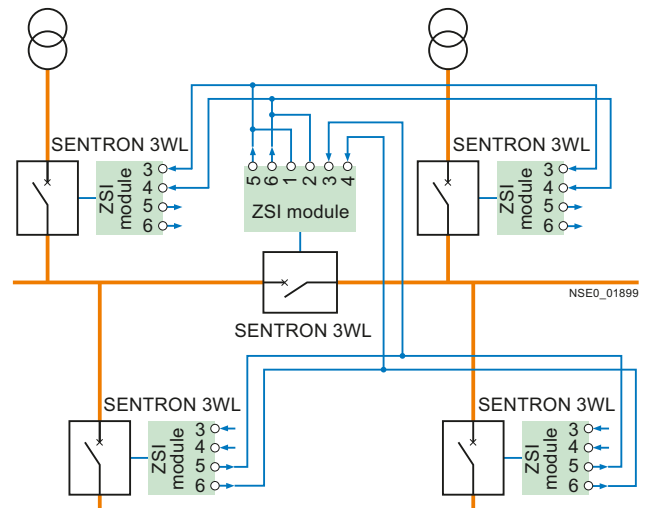 SENTRON 3WL
3
4
5
6
ZSI
module
5 6 1 2 3 4
ZSI module
SENTRON 3WL
3
4
5
6
ZSI
module
NSE0_01899
SENTRON 3WL
SENTRON 3WL
3
4
5
6
ZSI
module
SENTRON 3WL
3
4
5
6
ZSI
module